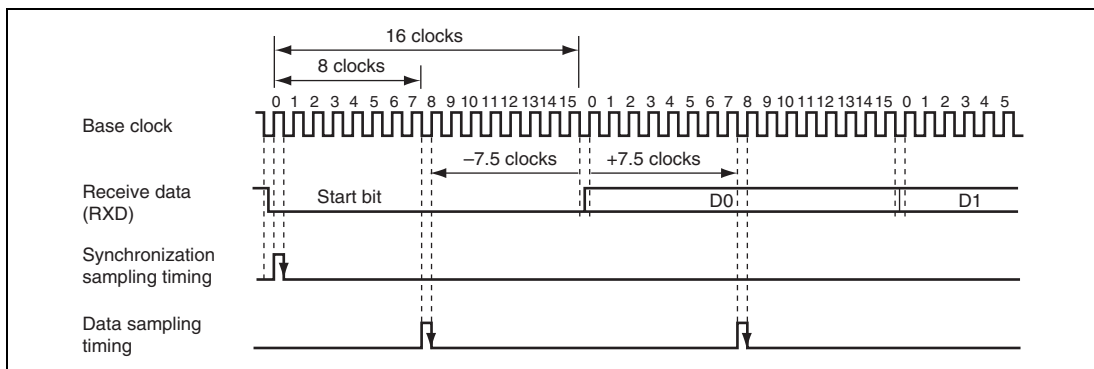 16 clocks
8 clocks
0 1 2 3 4 5 6 7 8 9 10 11 12 13 14 15 0 1 2 3 4 5 6 7 8 9 10 11 12 13 14 15 0 1 2 3 4 5
Base clock
–7.5 clocks +7.5 clocks
Receive data
(RXD)
Start bit D0 D1
Synchronization
sampling timing
Data sampling
timing